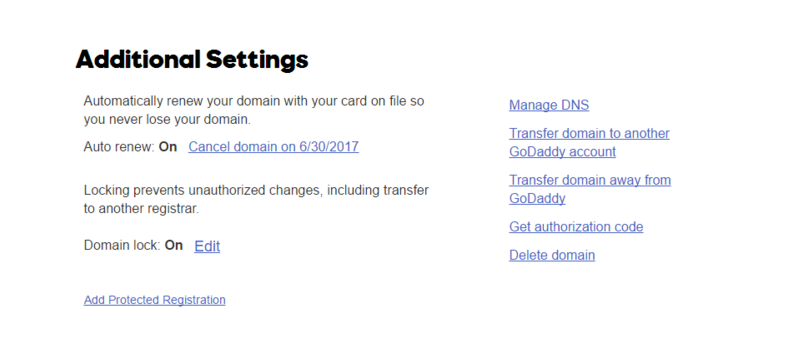 Additional Settings
Automatically renew your domain with your card on file so
you never lose your domain.
Auto renew: On Cancel domain on 6/30/2017
Locking prevents unauthorized changes, including transfer
to another registrar.
Domain lock: On Edit
Add Protected Registration
Manage DNS
Transfer domain to another
GoDaddy account
Transfer domain away from
GoDaddy
Get authorization code
Delete domain